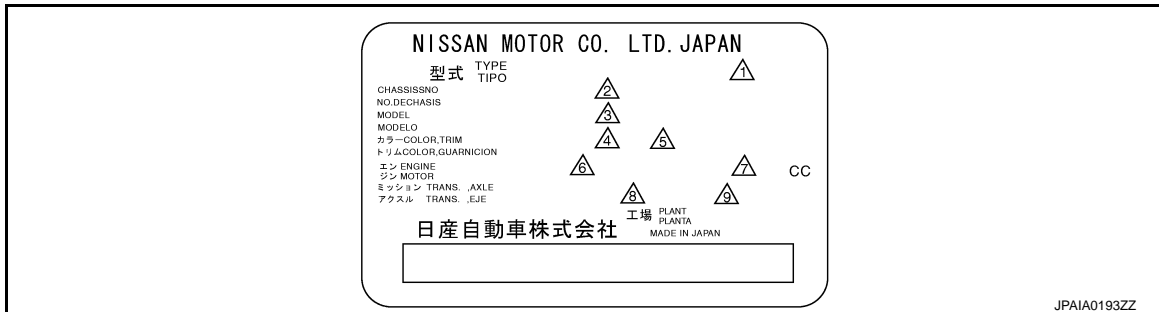 NISSAN MOTOR CO. LTD. JAPAN
型式 TYPE
TIPO
1
CHASSISNO
2
NO.DECHASIS
MODEL
3
MODELO
カラーCOLOR,TRIM
4 5
トリムCOLOR,GUARNICION
エン ENGINE
6 7 CC
ジン MOTOR
ミッション TRANS. ,AXLE
8 9
アクスル TRANS. ,EJE
工場 PLANT
PLANTA
日産自動車株式会社
MADE IN JAPAN
JPAIA0193ZZ